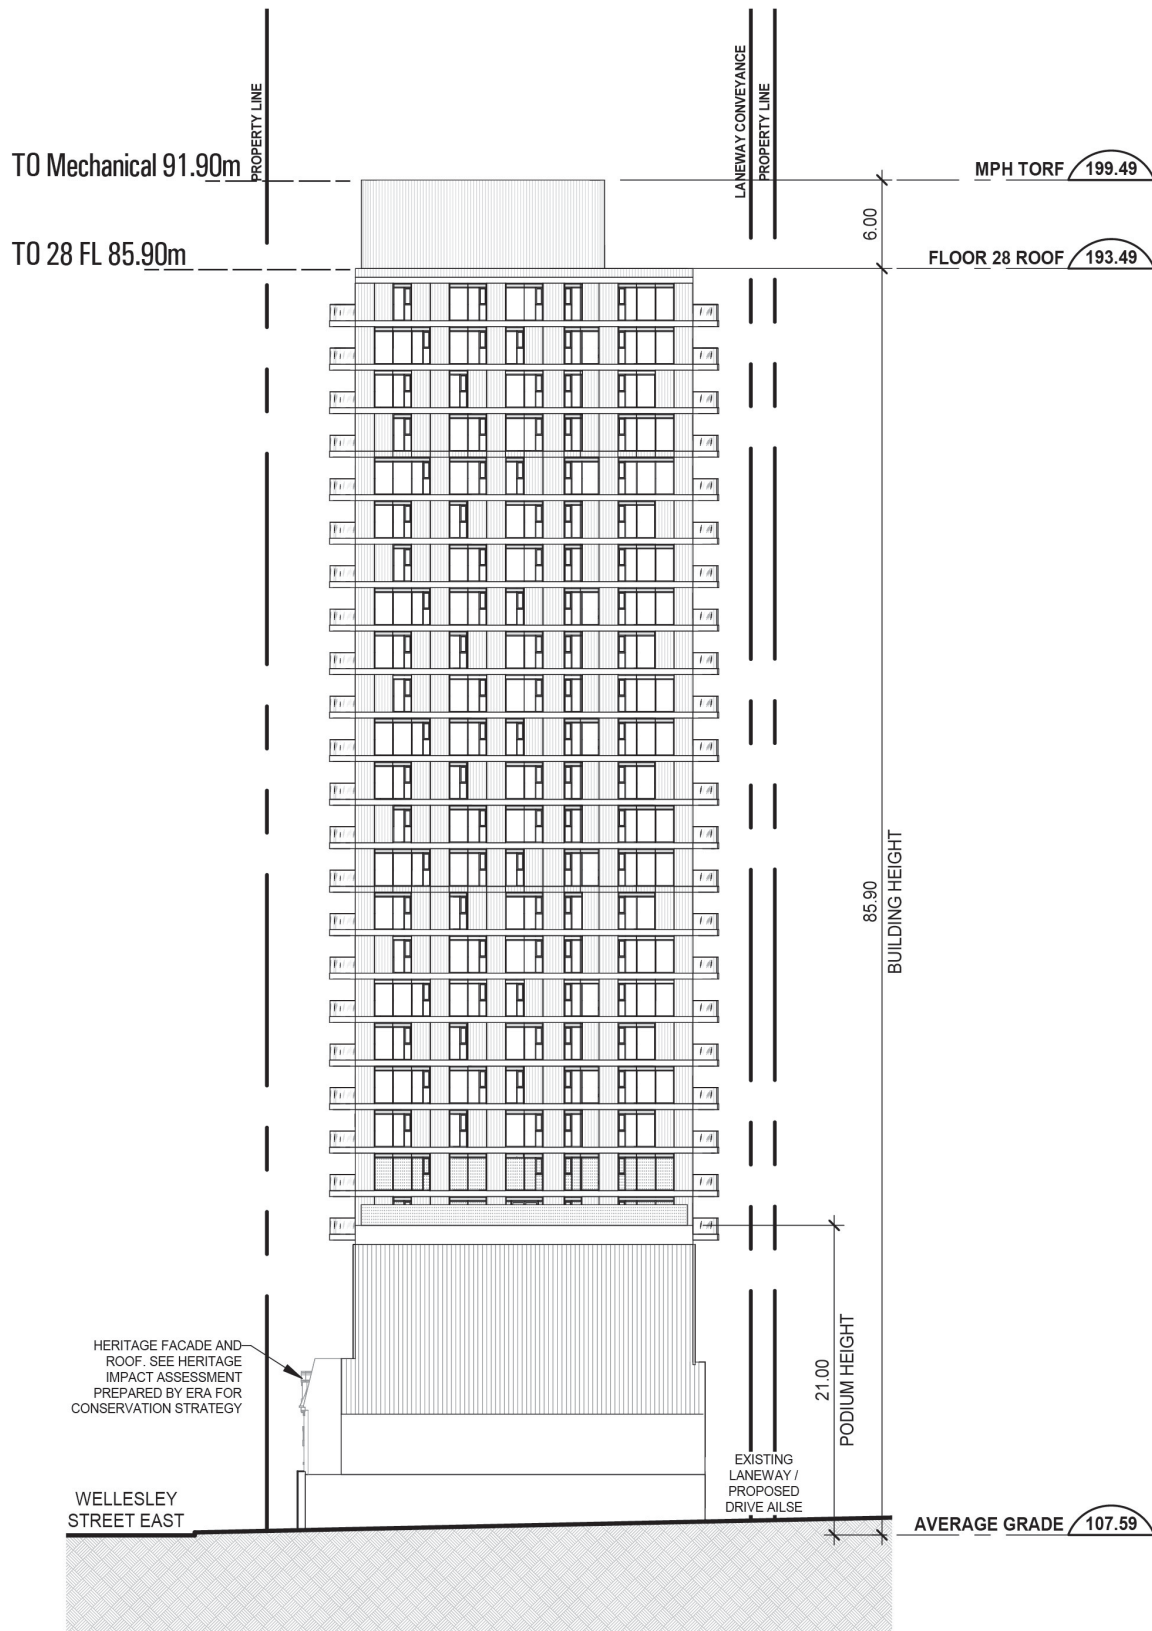 PROPERTY LINE
LANEWAY CONVEYANCE
PROPERTY LINE
TO Mechanical 91.90m
MPH TORF 199.49
6.00
TO 28 FL 85.90m
FLOOR 28 ROOF 193.49
85.90
BUILDING HEIGHT
21.00
PODIUM HEIGHT
HERITAGE FACADE AND
ROOF. SEE HERITAGE
IMPACT ASSESSMENT
PREPARED BY ERA FOR
CONSERVATION STRATEGY
EXISTING
LANEWAY /
PROPOSED
DRIVE AILSE
WELLESLEY
STREET EAST
AVERAGE GRADE 107.59